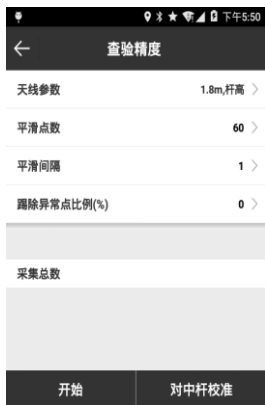 下午5:50
查验精度
天线参数 1.8m,杆高
平滑点数 60
平滑间隔 1
踢除异常点比例(%) 0
采集总数
开始 对中杆校准